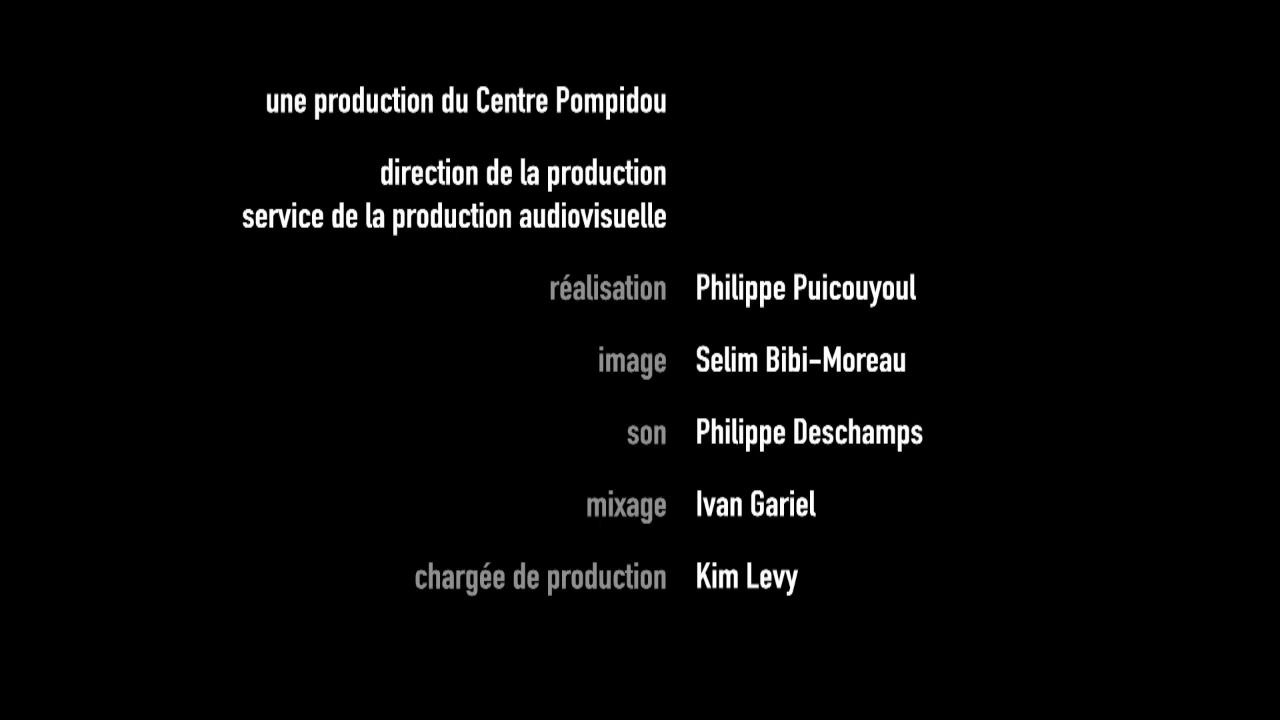 une production du Centre Pompidou
direction de la production
service de la production audiovisuelle
réalisation Philippe Puicouyoul
image Selim Bibi-Moreau
son Philippe Deschamps
mixage Ivan Gariel
chargée de production Kim Levy